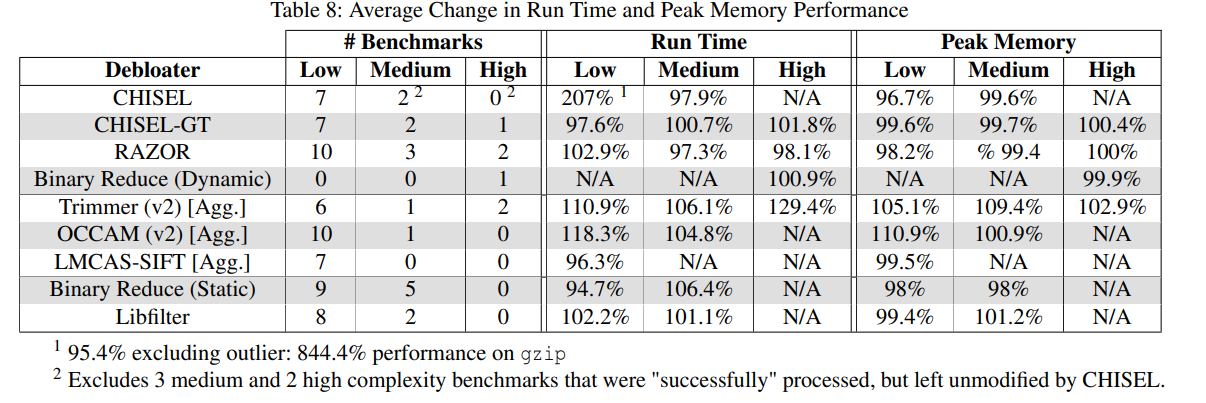 Table 8: Average Change in Run Time and Peak Memory Performance
# Benchmarks Run Time Peak Memory
Debloater Low Medium High Low Medium High Low Medium High
CHISEL 7 2 2 0 2 207% 1 97.9% N/A 96.7% 99.6% N/A
CHISEL-GT 7 2 1 97.6% 100.7% 101.8% 99.6% 99.7% 100.4%
RAZOR 10 3 2 102.9% 97.3% 98.1% 98.2% % 99.4 100%
Binary Reduce (Dynamic) 0 0 1 N/A N/A 100.9% N/A N/A 99.9%
Trimmer (v2) [Agg.] 6 1 2 110.9% 106.1% 129.4% 105.1% 109.4% 102.9%
OCCAM (v2) [Agg.] 10 1 0 118.3% 104.8% N/A 110.9% 100.9% N/A
LMCAS-SIFT [Agg.] 7 0 0 96.3% N/A N/A 99.5% N/A N/A
Binary Reduce (Static) 9 5 0 94.7% 106.4% N/A 98% 98% N/A
Libfilter 8 2 0 102.2% 101.1% N/A 99.4% 101.2% N/A
1 95.4% excluding outlier: 844.4% performance on gzip
2 Excludes 3 medium and 2 high complexity benchmarks that were "successfully" processed, but left unmodified by CHISEL.